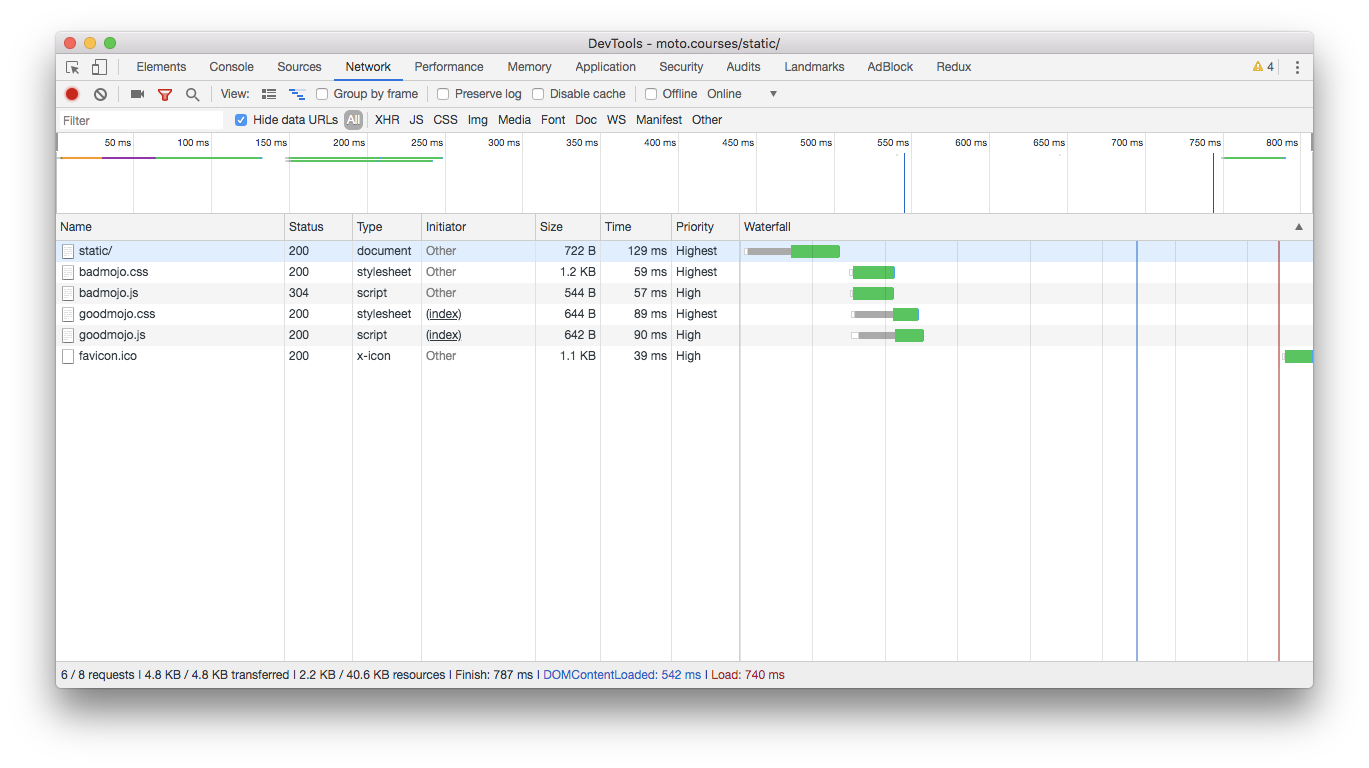 DevTools - moto.courses/static/
Elements Console Sources Network Performance Memory Application Security Audits Landmarks AdBlock Redux 4
View: Group by frame Preserve log Disable cache Offline Online
Filter Hide data URLs All XHR JS CSS Img Media Font Doc WS Manifest Other
50 ms 100 ms 150 ms 200 ms 250 ms 300 ms 350 ms 400 ms 450 ms 500 ms 550 ms 600 ms 650 ms 700 ms 750 ms 800 ms
Name Status Type Initiator Size Time Priority Waterfall
static/ 200 document Other 722 B 129 ms Highest
badmojo.css 200 stylesheet Other 1.2 KB 59 ms Highest
badmojo.js 304 script Other 544 B 57 ms High
goodmojo.css 200 stylesheet (index) 644 B 89 ms Highest
goodmojo.js 200 script (index) 642 B 90 ms High
favicon.ico 200 x-icon Other 1.1 KB 39 ms High
6 / 8 requests | 4.8 KB / 4.8 KB transferred | 2.2 KB / 40.6 KB resources | Finish: 787 ms | DOMContentLoaded: 542 ms | Load: 740 ms